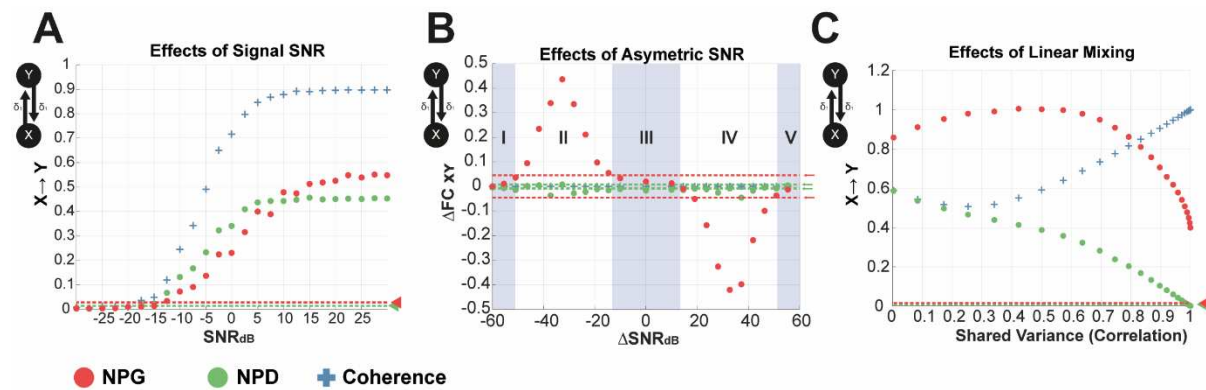 A
Effects of Signal SNR
Y
X
X→ Y
1
0.9
0.8
0.7
0.6
0.5
0.4
0.3
0.2
0.1
0
-25 -20 -15 -10 -5 0 5 10 15 20 25
SNRdB
B
Effects of Asymetric SNR
Y
X
ΔFC XY
0.5
0.4
0.3
0.2
0.1
0
-0.1
-0.2
-0.3
-0.4
-0.5
I II III IV V
-60 -40 -20 0 20 40 60
ΔSNRdB
C
Effects of Linear Mixing
Y
X
X→ Y
1.2
1
0.8
0.6
0.4
0.2
0
0 0.1 0.2 0.3 0.4 0.5 0.6 0.7 0.8 0.9 1
Shared Variance (Correlation)
NPG NPD Coherence